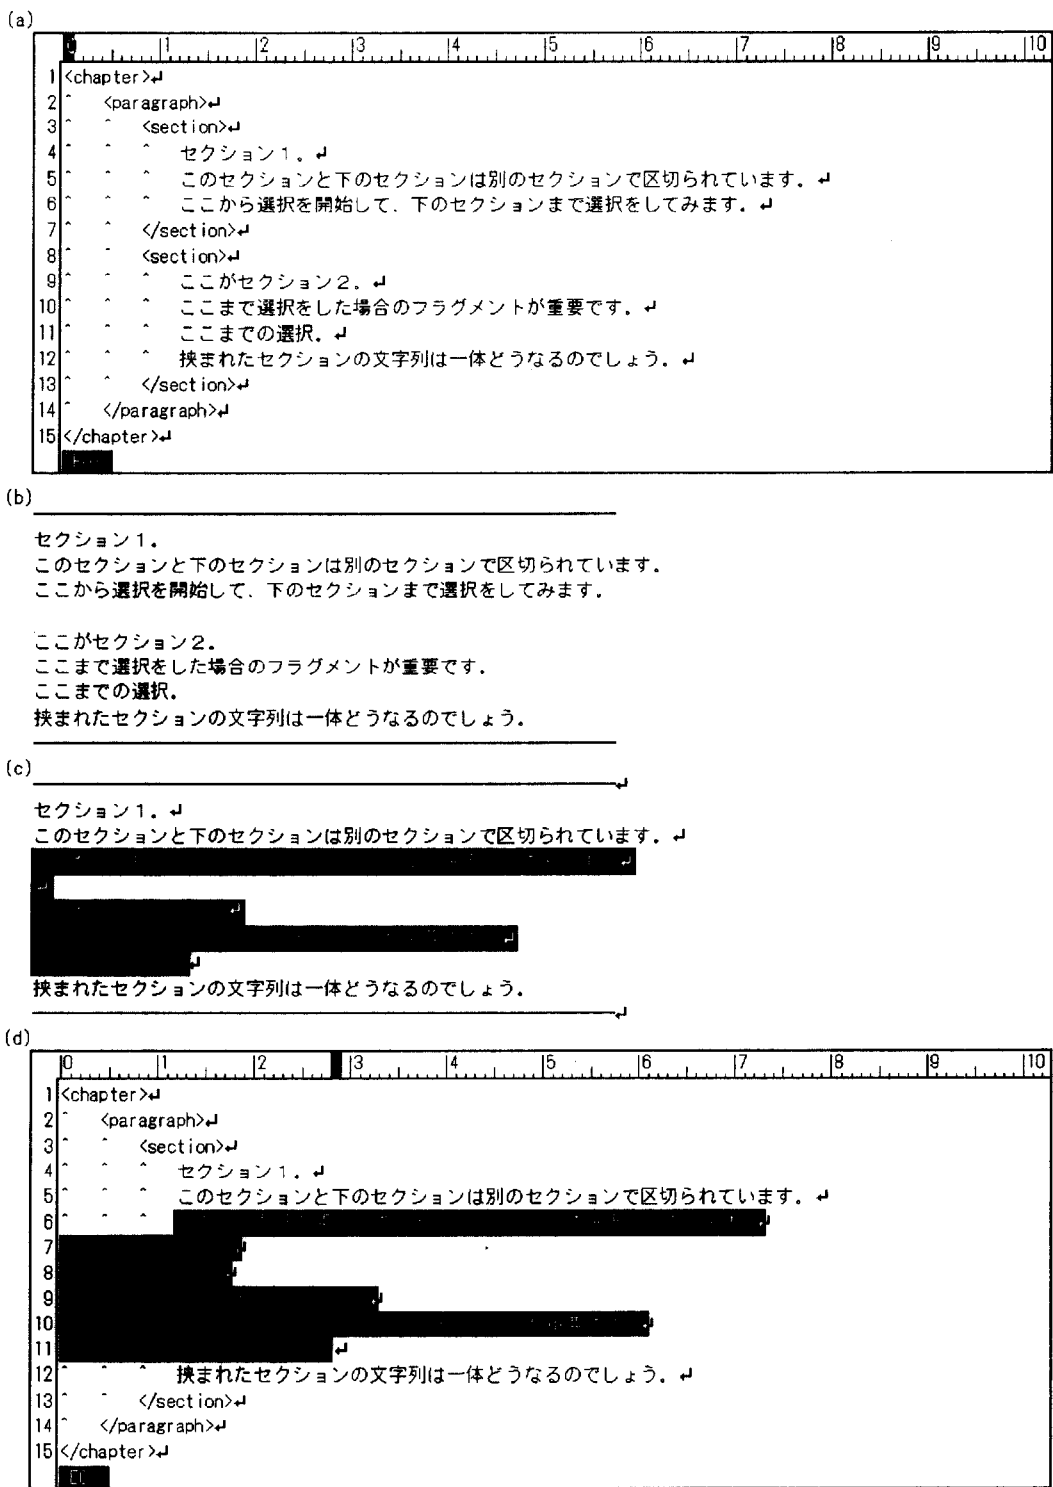 (a)
0 1 2 3 4 5 6 7 8 9 10
1 <chapter>↵
2 ^ <paragraph>↵
3 ^ ^ <section>↵
4 ^ ^ ^ セクション１。↵
5 ^ ^ ^ このセクションと下のセクションは別のセクションで区切られています。↵
6 ^ ^ ^ ここから選択を開始して、下のセクションまで選択をしてみます。↵
7 ^ ^ </section>↵
8 ^ ^ <section>↵
9 ^ ^ ^ ここがセクション２。↵
10 ^ ^ ^ ここまで選択をした場合のフラグメントが重要です。↵
11 ^ ^ ^ ここまでの選択。↵
12 ^ ^ ^ 挟まれたセクションの文字列は一体どうなるのでしょう。↵
13 ^ ^ </section>↵
14 ^ </paragraph>↵
15 </chapter>↵
(b)
セクション１。
このセクションと下のセクションは別のセクションで区切られています。
ここから選択を開始して、下のセクションまで選択をしてみます。
ここがセクション２。
ここまで選択をした場合のフラグメントが重要です。
ここまでの選択。
挟まれたセクションの文字列は一体どうなるのでしょう。
(c)
↵
セクション１。↵
このセクションと下のセクションは別のセクションで区切られています。↵
↵
↵
↵
↵
↵
挟まれたセクションの文字列は一体どうなるのでしょう。
↵
(d)
0 1 2 3 4 5 6 7 8 9 10
1 <chapter>↵
2 ^ <paragraph>↵
3 ^ ^ <section>↵
4 ^ ^ ^ セクション１。↵
5 ^ ^ ^ このセクションと下のセクションは別のセクションで区切られています。↵
6 ^ ^ ^ ↵
7 ↵
8 ↵
9 ↵
10 ↵
11 ↵
12 ^ ^ ^ 挟まれたセクションの文字列は一体どうなるのでしょう。↵
13 ^ ^ </section>↵
14 ^ </paragraph>↵
15 </chapter>↵